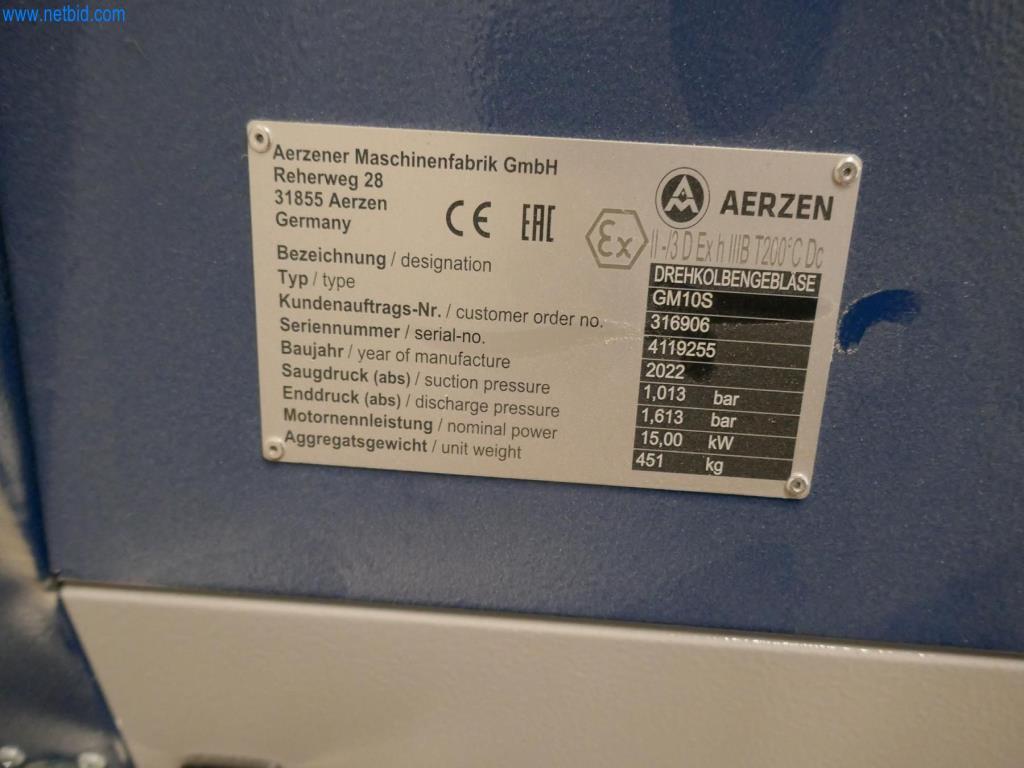 www.netbid.com
Aerzener Maschinenfabrik GmbH
Reherweg 28
31855 Aerzen
Germany
CE EAC
Ex
AERZEN
II -/3 D Ex h IIIB T200°C Dc
Bezeichnung / designation DREHKOLBENGEBLÄSE
Typ / type GM10S
Kundenauftrags-Nr. / customer order no. 316906
Seriennummer / serial-no. 4119255
Baujahr / year of manufacture 2022
Saugdruck (abs) / suction pressure 1,013 bar
Enddruck (abs) / discharge pressure 1,613 bar
Motornennleistung / nominal power 15,00 kW
Aggregatsgewicht / unit weight 451 kg